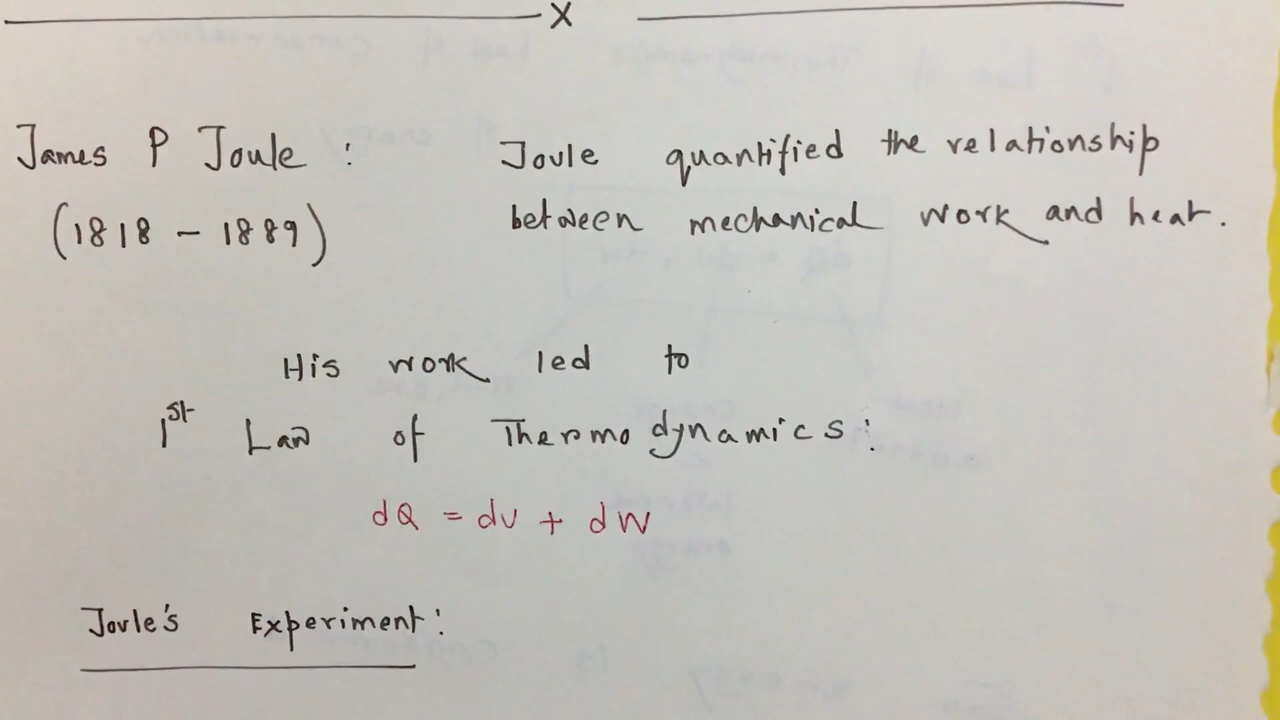 James P Joule : Joule quantified the relationship
(1818 - 1889) between mechanical work and heat.
His work led to
1st Law of Thermodynamics:
dQ = dU + dW
Joule's Experiment: